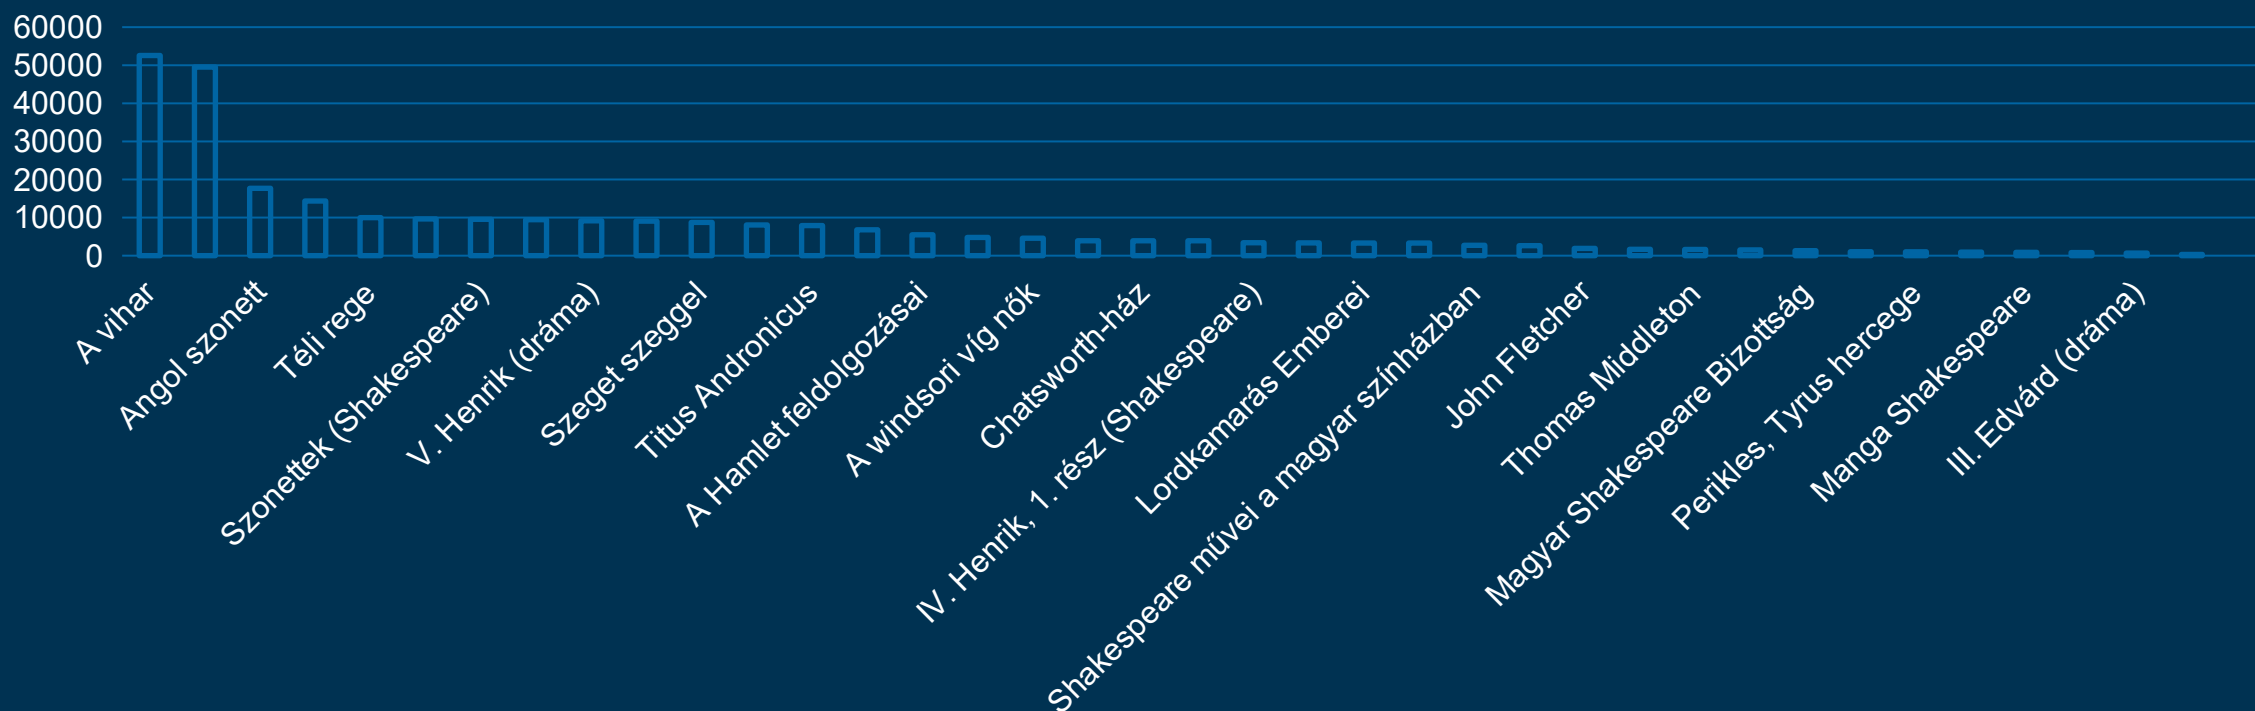 60000
50000
40000
30000
20000
10000
0
A vihar
Angol szonett
Téli rege
Szonettek (Shakespeare)
V. Henrik (dráma)
Szeget szeggel
Titus Andronicus
A Hamlet feldolgozásai
A windsori víg nők
Chatsworth-ház
IV. Henrik, 1. rész (Shakespeare)
Lordkamarás Emberei
Shakespeare művei a magyar színházban
John Fletcher
Thomas Middleton
Magyar Shakespeare Bizottság
Perikles, Tyrus hercege
Manga Shakespeare
III. Edvárd (dráma)